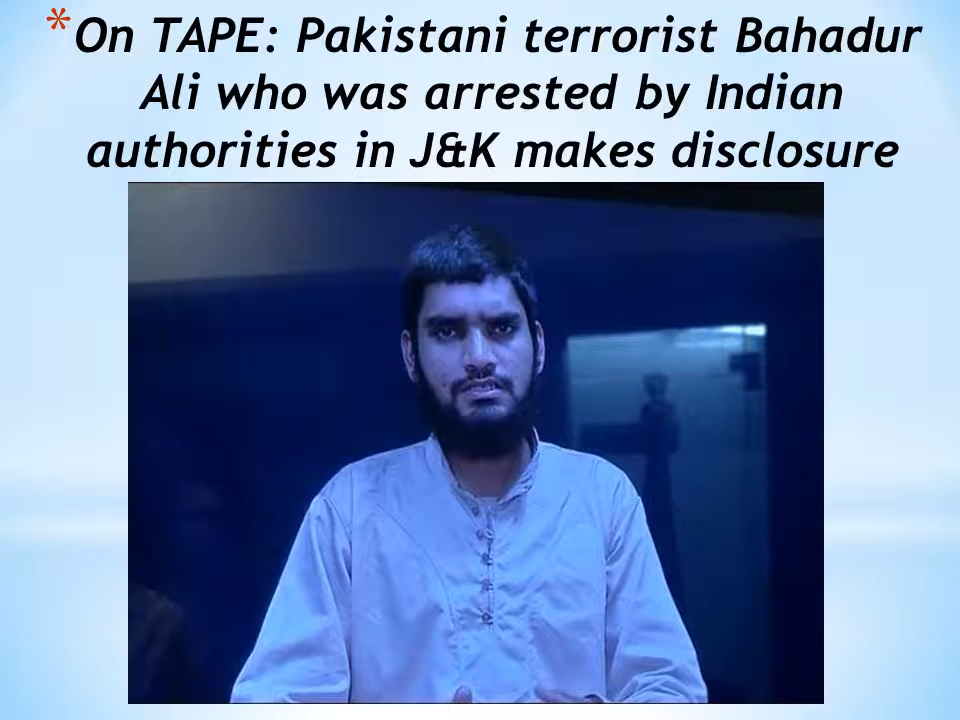 *On TAPE: Pakistani terrorist Bahadur
Ali who was arrested by Indian
authorities in J&K makes disclosure